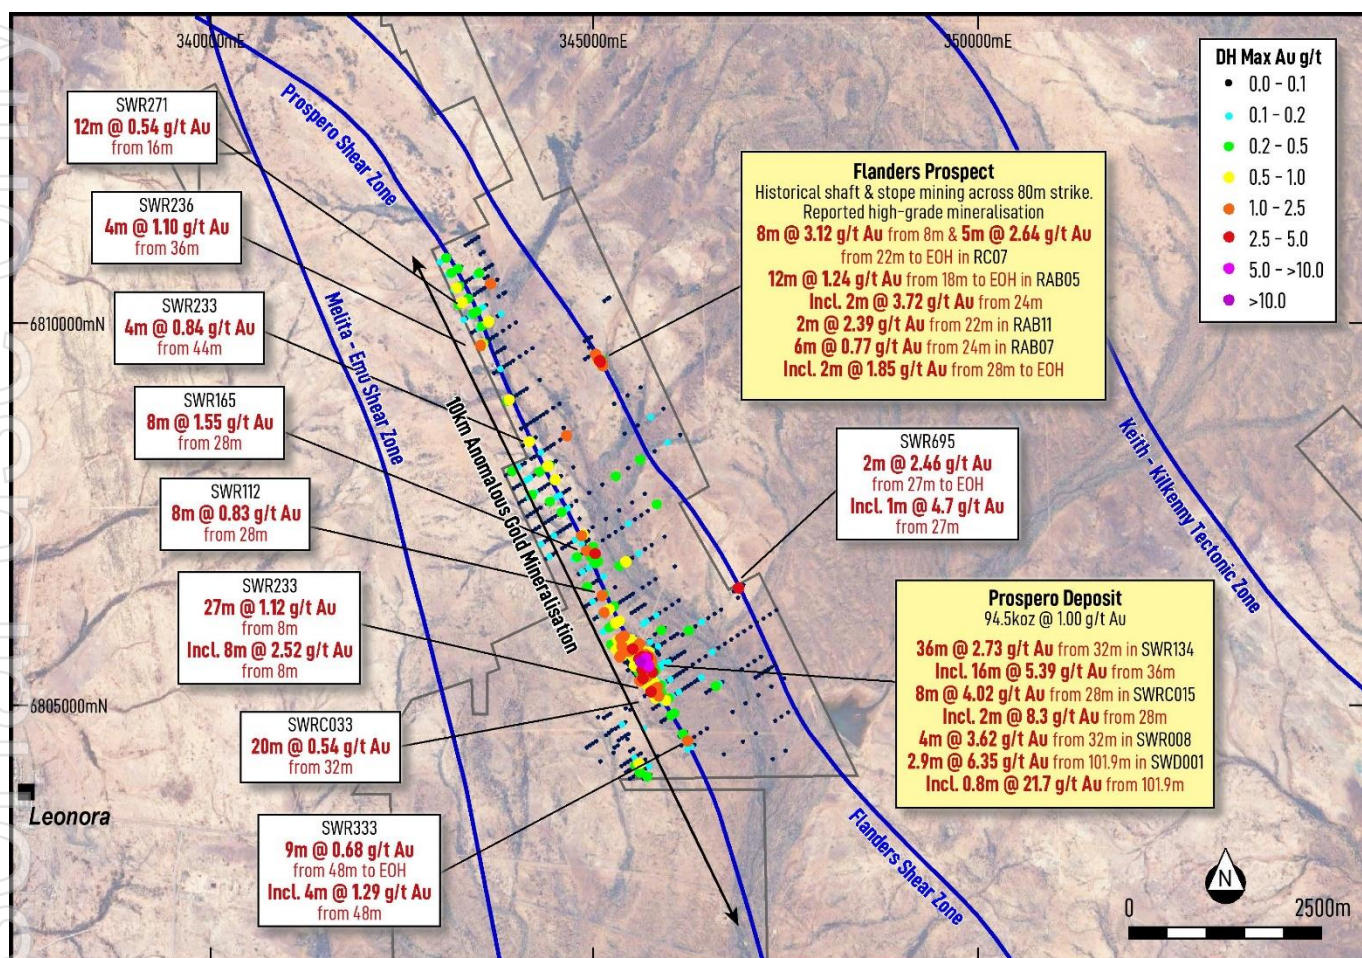 340000mE
345000mE
350000mE
6810000mN
6805000mN
Prospero Shear Zone
Melita - Emu Shear Zone
10km Anomalous Gold Mineralisation
Keith - Kilkenny Tectonic Zone
Flanders Shear Zone
Leonora
SWR271
12m @ 0.54 g/t Au
from 16m
SWR236
4m @ 1.10 g/t Au
from 36m
SWR233
4m @ 0.84 g/t Au
from 44m
SWR165
8m @ 1.55 g/t Au
from 28m
SWR112
8m @ 0.83 g/t Au
from 28m
SWR233
27m @ 1.12 g/t Au
from 8m
Incl. 8m @ 2.52 g/t Au
from 8m
SWRC033
20m @ 0.54 g/t Au
from 32m
SWR333
9m @ 0.68 g/t Au
from 48m to EOH
Incl. 4m @ 1.29 g/t Au
from 48m
Flanders Prospect
Historical shaft & stope mining across 80m strike.
Reported high-grade mineralisation
8m @ 3.12 g/t Au from 8m & 5m @ 2.64 g/t Au
from 22m to EOH in RC07
12m @ 1.24 g/t Au from 18m to EOH in RAB05
Incl. 2m @ 3.72 g/t Au from 24m
2m @ 2.39 g/t Au from 22m in RAB11
6m @ 0.77 g/t Au from 24m in RAB07
Incl. 2m @ 1.85 g/t Au from 28m to EOH
SWR695
2m @ 2.46 g/t Au
from 27m to EOH
Incl. 1m @ 4.7 g/t Au
from 27m
Prospero Deposit
94.5koz @ 1.00 g/t Au
36m @ 2.73 g/t Au from 32m in SWR134
Incl. 16m @ 5.39 g/t Au from 36m
8m @ 4.02 g/t Au from 28m in SWRC015
Incl. 2m @ 8.3 g/t Au from 28m
4m @ 3.62 g/t Au from 32m in SWR008
2.9m @ 6.35 g/t Au from 101.9m in SWD001
Incl. 0.8m @ 21.7 g/t Au from 101.9m
DH Max Au g/t
0.0 - 0.1
0.1 - 0.2
0.2 - 0.5
0.5 - 1.0
1.0 - 2.5
2.5 - 5.0
5.0 - >10.0
>10.0
N
0
2500m